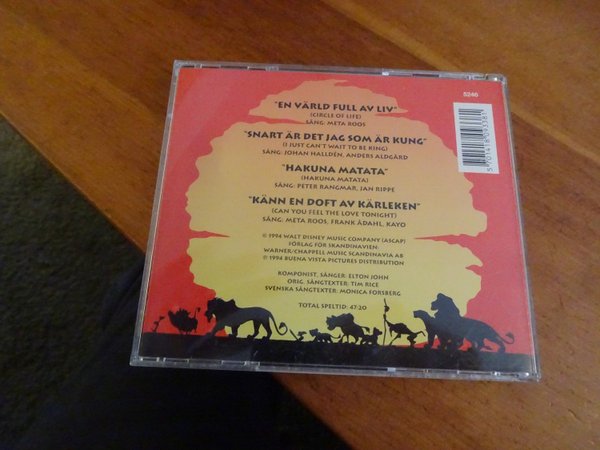 5246
"EN VÄRLD FULL AV LIV"
(CIRCLE OF LIFE)
SÅNG: META ROOS
"SNART ÄR DET JAG SOM ÄR KUNG"
(I JUST CAN'T WAIT TO BE KING)
SÅNG: JOHAN HALLDÉN, ANDERS ALDGÅRD
"HAKUNA MATATA"
(HAKUNA MATATA)
SÅNG: PETER RANGMAR, JAN RIPPE
"KÄNN EN DOFT AV KÄRLEKEN"
(CAN YOU FEEL THE LOVE TONIGHT)
SÅNG: META ROOS, FRANK ÅDAHL, KAYO
© 1994 WALT DISNEY MUSIC COMPANY (ASCAP)
FÖRLAG FÖR SKANDINAVIEN:
WARNER/CHAPPELL MUSIC SCANDINAVIA AB
℗ 1994 BUENA VISTA PICTURES DISTRIBUTION
KOMPONIST, SÅNGER: ELTON JOHN
ORIG. SÅNGTEXTER: TIM RICE
SVENSKA SÅNGTEXTER: MONICA FORSBERG
TOTAL SPELTID: 47:20